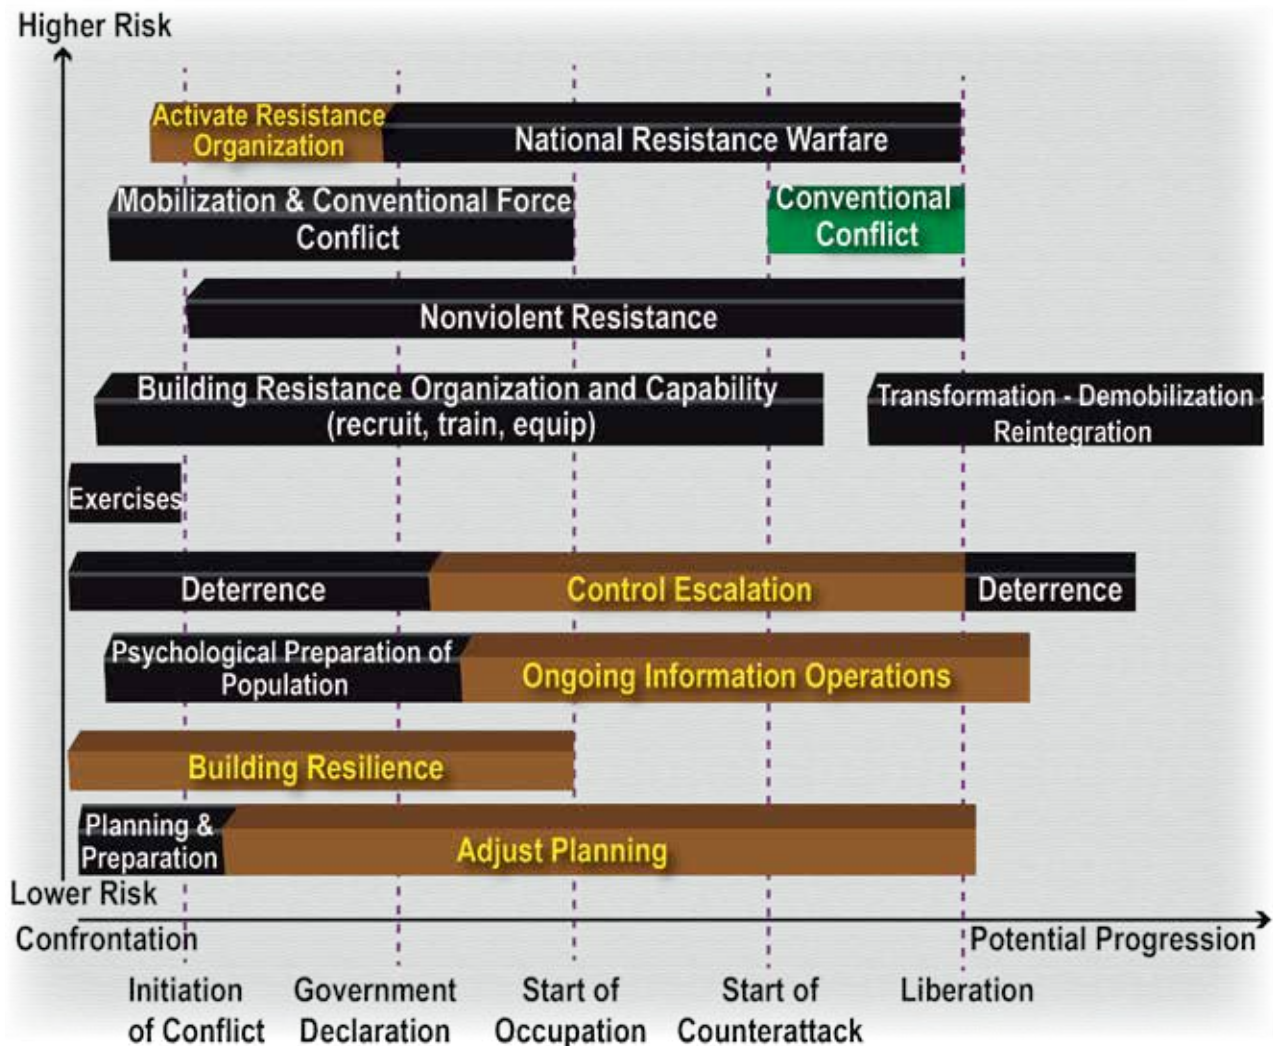 Higher Risk
Activate Resistance
Organization
National Resistance Warfare
Mobilization & Conventional Force
Conflict
Conventional
Conflict
Nonviolent Resistance
Building Resistance Organization and Capability
(recruit, train, equip)
Transformation - Demobilization -
Reintegration
Exercises
Deterrence
Control Escalation
Deterrence
Psychological Preparation of
Population
Ongoing Information Operations
Building Resilience
Planning &
Preparation
Adjust Planning
Lower Risk
Confrontation
Potential Progression
Initiation
of Conflict
Government
Declaration
Start of
Occupation
Start of
Counterattack
Liberation